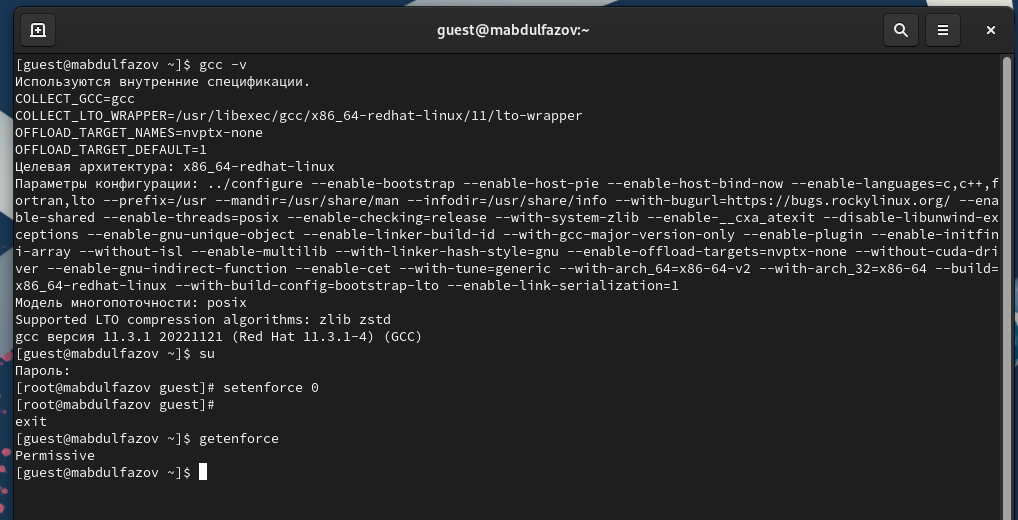 guest@mabdulfazov:~
[guest@mabdulfazov ~]$ gcc -v
Используются внутренние спецификации.
COLLECT_GCC=gcc
COLLECT_LTO_WRAPPER=/usr/libexec/gcc/x86_64-redhat-linux/11/lto-wrapper
OFFLOAD_TARGET_NAMES=nvptx-none
OFFLOAD_TARGET_DEFAULT=1
Целевая архитектура: x86_64-redhat-linux
Параметры конфигурации: ../configure --enable-bootstrap --enable-host-pie --enable-host-bind-now --enable-languages=c,c++,f
ortran,lto --prefix=/usr --mandir=/usr/share/man --infodir=/usr/share/info --with-bugurl=https://bugs.rockylinux.org/ --ena
ble-shared --enable-threads=posix --enable-checking=release --with-system-zlib --enable-__cxa_atexit --disable-libunwind-ex
ceptions --enable-gnu-unique-object --enable-linker-build-id --with-gcc-major-version-only --enable-plugin --enable-initfin
i-array --without-isl --enable-multilib --with-linker-hash-style=gnu --enable-offload-targets=nvptx-none --without-cuda-dri
ver --enable-gnu-indirect-function --enable-cet --with-tune=generic --with-arch_64=x86-64-v2 --with-arch_32=x86-64 --build=
x86_64-redhat-linux --with-build-config=bootstrap-lto --enable-link-serialization=1
Модель многопоточности: posix
Supported LTO compression algorithms: zlib zstd
gcc версия 11.3.1 20221121 (Red Hat 11.3.1-4) (GCC)
[guest@mabdulfazov ~]$ su
Пароль:
[root@mabdulfazov guest]# setenforce 0
[root@mabdulfazov guest]#
exit
[guest@mabdulfazov ~]$ getenforce
Permissive
[guest@mabdulfazov ~]$